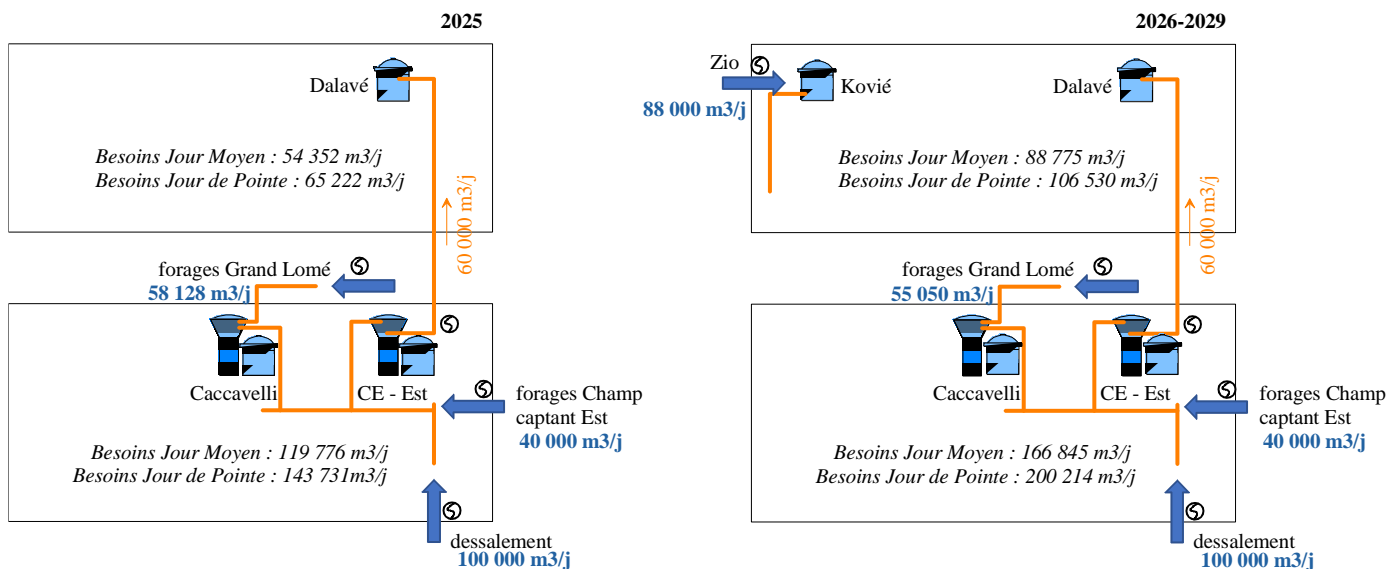 2025
Dalavé
Besoins Jour Moyen : 54 352 m3/j
Besoins Jour de Pointe : 65 222 m3/j
60 000 m3/j
forages Grand Lomé
58 128 m3/j
Caccavelli
CE - Est
forages Champ
captant Est
40 000 m3/j
Besoins Jour Moyen : 119 776 m3/j
Besoins Jour de Pointe : 143 731m3/j
dessalement
100 000 m3/j
2026-2029
Zio
88 000 m3/j
Kovié
Dalavé
Besoins Jour Moyen : 88 775 m3/j
Besoins Jour de Pointe : 106 530 m3/j
60 000 m3/j
forages Grand Lomé
55 050 m3/j
Caccavelli
CE - Est
forages Champ
captant Est
40 000 m3/j
Besoins Jour Moyen : 166 845 m3/j
Besoins Jour de Pointe : 200 214 m3/j
dessalement
100 000 m3/j